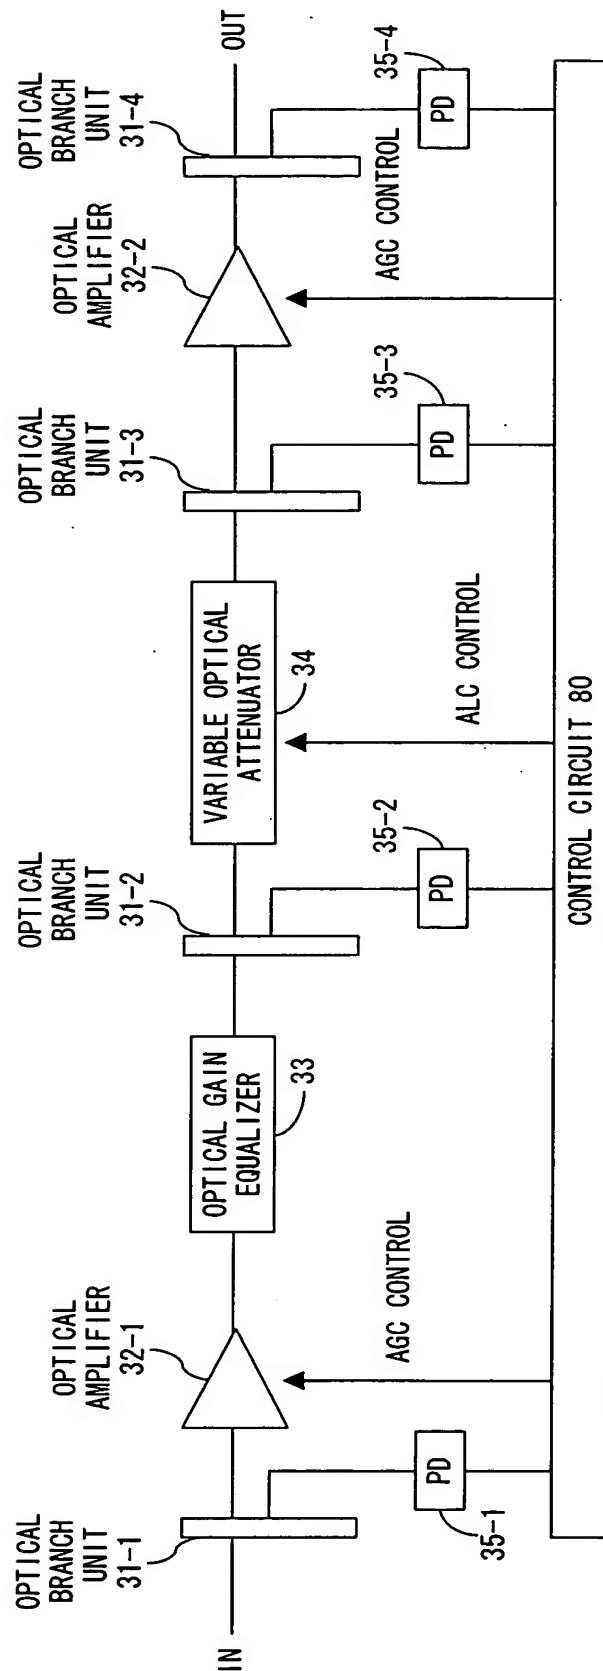 OPTICAL
BRANCH
UNIT
31-1
OPTICAL
AMPLIFIER
32-1
OPTICAL
BRANCH
UNIT
31-2
OPTICAL
BRANCH
UNIT
31-3
OPTICAL
AMPLIFIER
32-2
OPTICAL
BRANCH
UNIT
31-4
IN
OPTICAL GAIN
EQUALIZER
33
VARIABLE OPTICAL
ATTENUATOR
34
OUT
AGC CONTROL
ALC CONTROL
AGC CONTROL
PD
35-1
PD
35-2
PD
35-3
PD
35-4
CONTROL CIRCUIT 80